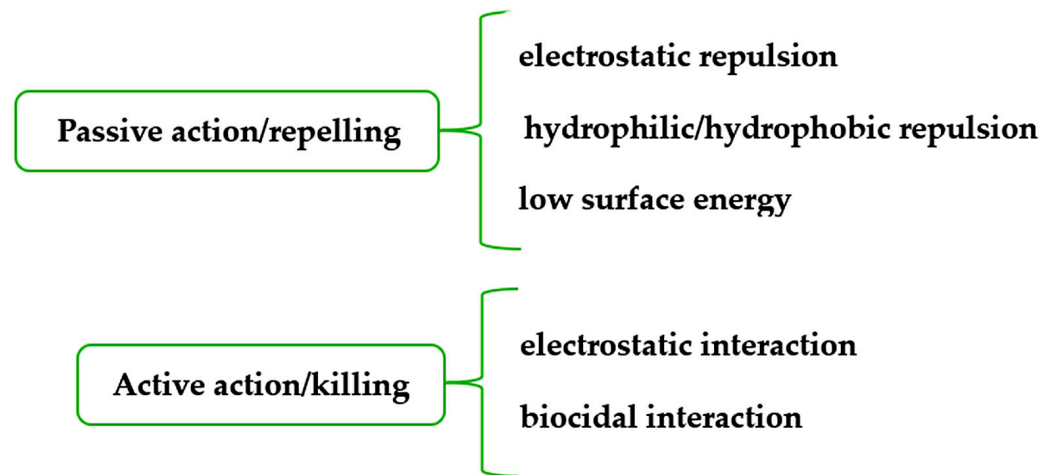 Passive action/repelling
electrostatic repulsion
hydrophilic/hydrophobic repulsion
low surface energy
Active action/killing
electrostatic interaction
biocidal interaction